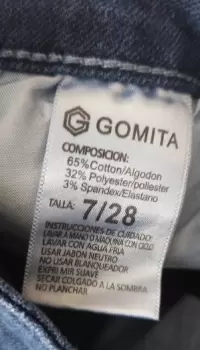 GOMITA
COMPOSICION:
65%Cotton/Algodon
32% Polyester/poliester
3% Spandex/Elastano
TALLA: 7/28
INSTRUCCIONES DE CUIDADO:
LAVAR A MANO O MAQUINA CON CICLO
LAVAR CON AGUA FRIA
USAR JABON NEUTRO
NO USAR BLANQUEADOR
EXPRIMIR SUAVE
SECAR COLGADO A LA SOMBRA
NO PLANCHAR